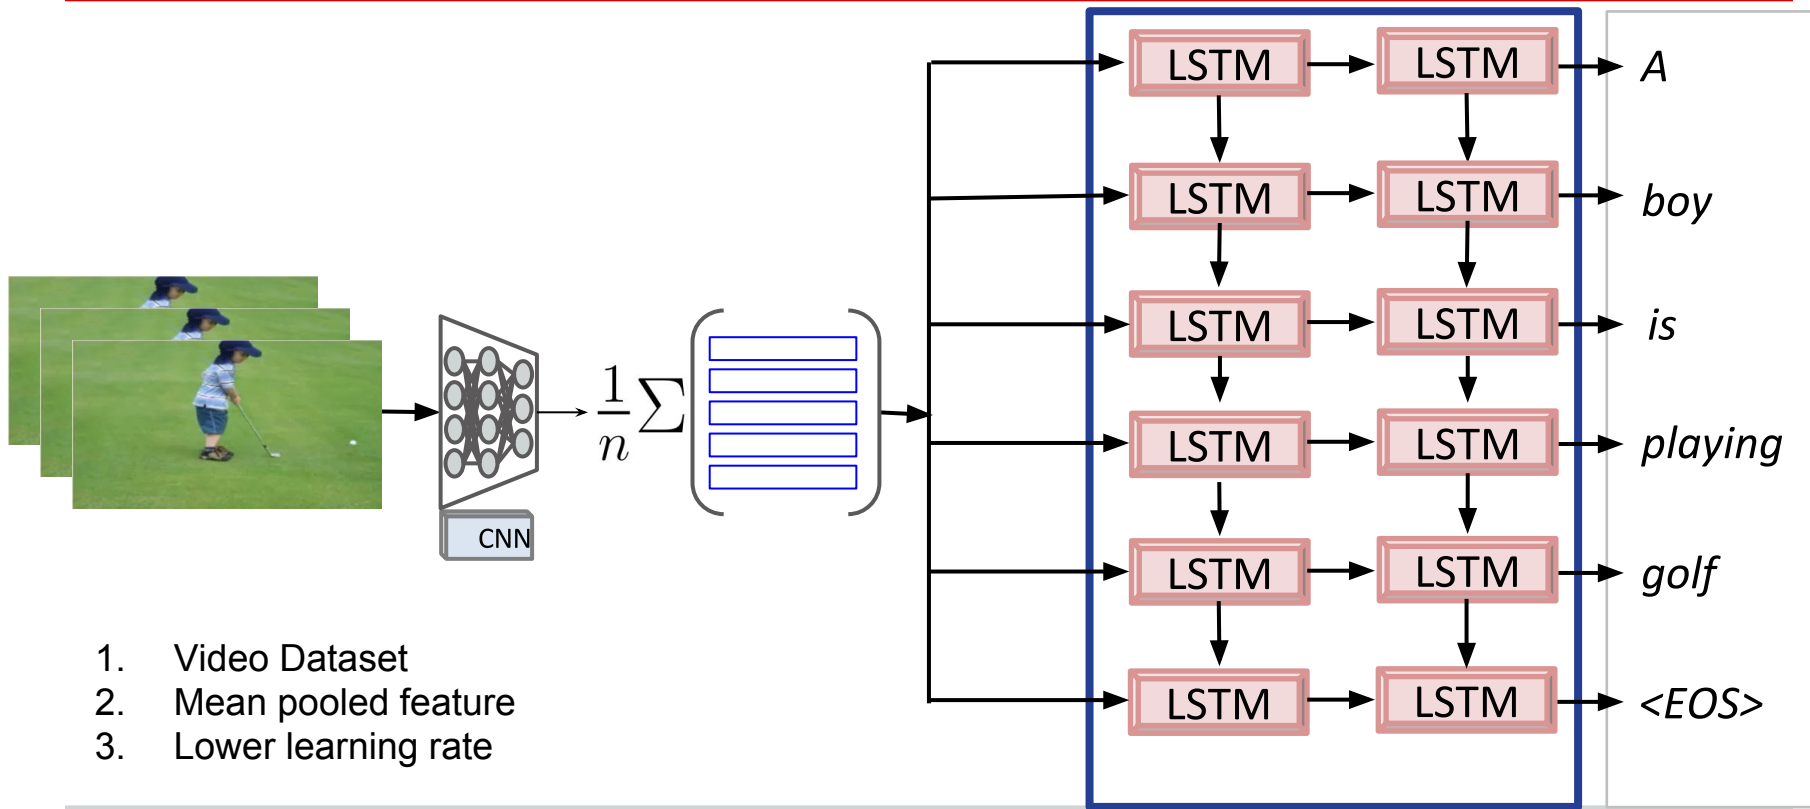 LSTM LSTM A
LSTM LSTM boy
LSTM LSTM is
1/n ∑
LSTM LSTM playing
CNN
LSTM LSTM golf
LSTM LSTM <EOS>
1. Video Dataset
2. Mean pooled feature
3. Lower learning rate